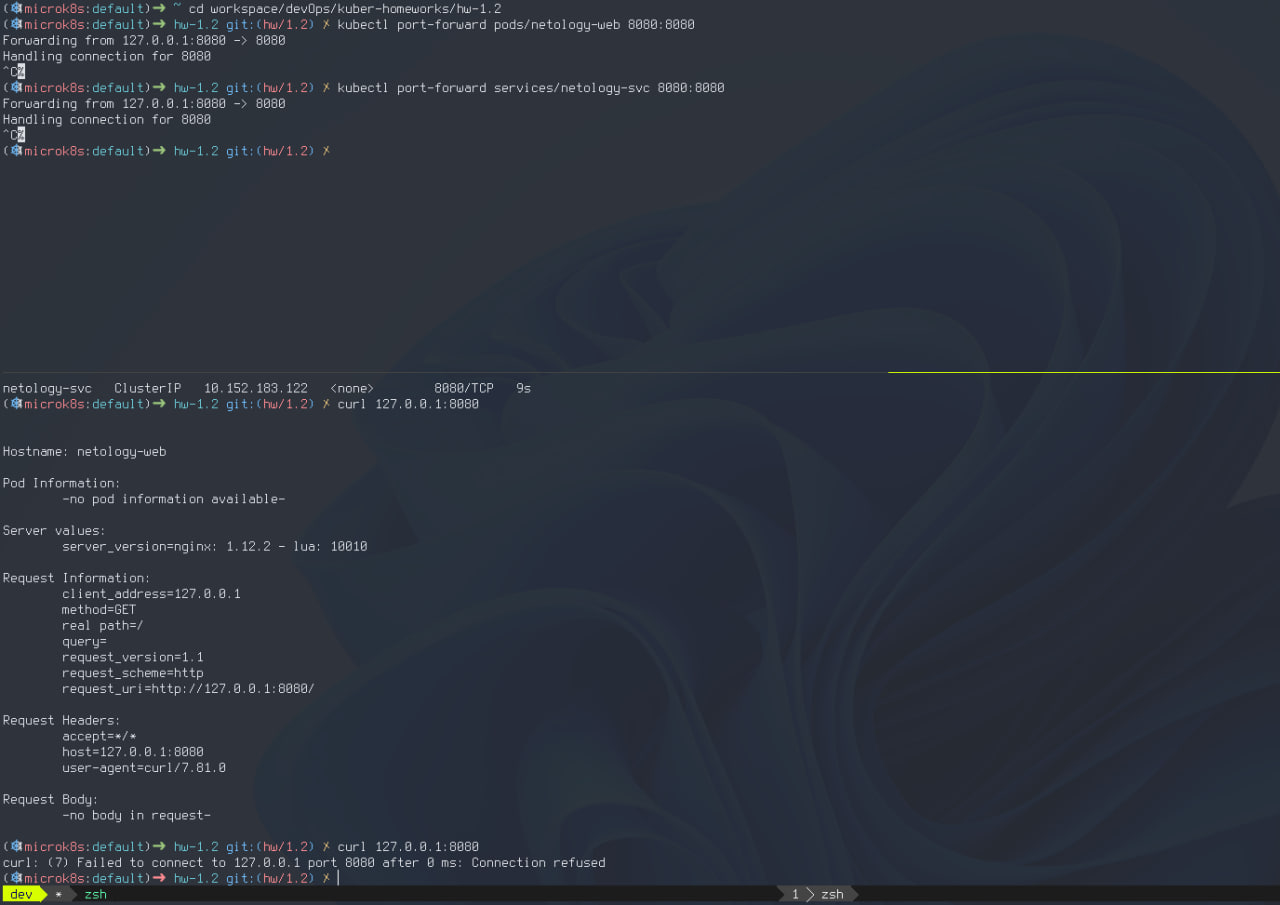 (microk8s:default)➜ ~ cd workspace/devOps/kuber-homeworks/hw-1.2
(microk8s:default)➜ hw-1.2 git:(hw/1.2) ✗ kubectl port-forward pods/netology-web 8080:8080
Forwarding from 127.0.0.1:8080 -> 8080
Handling connection for 8080
^C%
(microk8s:default)➜ hw-1.2 git:(hw/1.2) ✗ kubectl port-forward services/netology-svc 8080:8080
Forwarding from 127.0.0.1:8080 -> 8080
Handling connection for 8080
^C%
(microk8s:default)➜ hw-1.2 git:(hw/1.2) ✗
netology-svc   ClusterIP   10.152.183.122   <none>        8080/TCP   9s
(microk8s:default)➜ hw-1.2 git:(hw/1.2) ✗ curl 127.0.0.1:8080
Hostname: netology-web
Pod Information:
-no pod information available-
Server values:
server_version=nginx: 1.12.2 - lua: 10010
Request Information:
client_address=127.0.0.1
method=GET
real path=/
query=
request_version=1.1
request_scheme=http
request_uri=http://127.0.0.1:8080/
Request Headers:
accept=*/*
host=127.0.0.1:8080
user-agent=curl/7.81.0
Request Body:
-no body in request-
(microk8s:default)➜ hw-1.2 git:(hw/1.2) ✗ curl 127.0.0.1:8080
curl: (7) Failed to connect to 127.0.0.1 port 8080 after 0 ms: Connection refused
(microk8s:default)➜ hw-1.2 git:(hw/1.2) ✗
dev * zsh 1 zsh